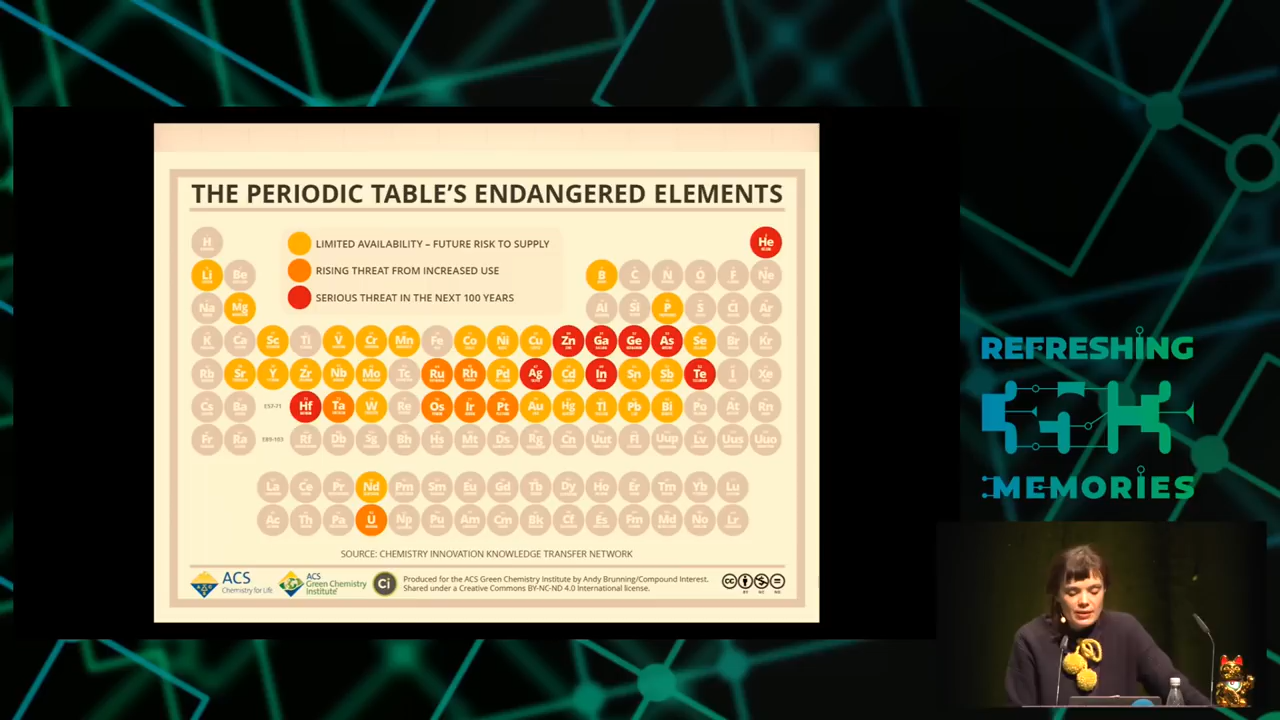 THE PERIODIC TABLE'S ENDANGERED ELEMENTS
LIMITED AVAILABILITY – FUTURE RISK TO SUPPLY
RISING THREAT FROM INCREASED USE
SERIOUS THREAT IN THE NEXT 100 YEARS
H He
Li Be B C N O F Ne
Na Mg Al Si P S Cl Ar
K Ca Sc Ti V Cr Mn Fe Co Ni Cu Zn Ga Ge As Se Br Kr
Rb Sr Y Zr Nb Mo Tc Ru Rh Pd Ag Cd In Sn Sb Te I Xe
Cs Ba E57-71 Hf Ta W Re Os Ir Pt Au Hg Tl Pb Bi Po At Rn
Fr Ra E89-103 Rf Db Sg Bh Hs Mt Ds Rg Cn Uut Fl Uup Lv Uus Uuo
La Ce Pr Nd Pm Sm Eu Gd Tb Dy Ho Er Tm Yb Lu
Ac Th Pa U Np Pu Am Cm Bk Cf Es Fm Md No Lr
SOURCE: CHEMISTRY INNOVATION KNOWLEDGE TRANSFER NETWORK
ACS
Chemistry for Life
ACS
Green Chemistry
Institute
Ci
Produced for the ACS Green Chemistry Institute by Andy Brunning/Compound Interest.
Shared under a Creative Commons BY-NC-ND 4.0 International license.
CC
BY NC ND
REFRESHING
MEMORIES